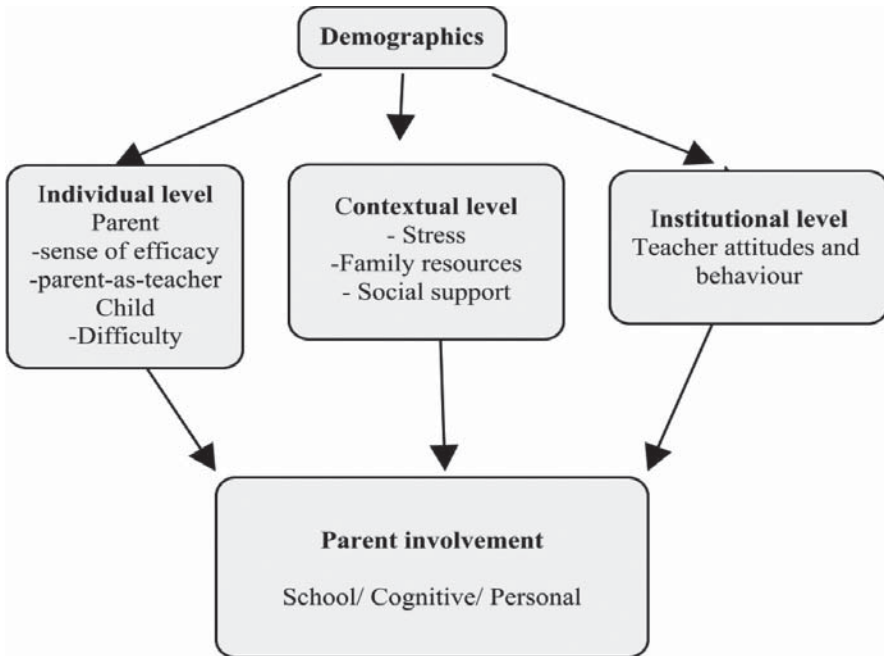 Demographics
Individual level
Parent
-sense of efficacy
-parent-as-teacher
Child
-Difficulty
Contextual level
- Stress
-Family resources
- Social support
Institutional level
Teacher attitudes and
behaviour
Parent involvement
School/ Cognitive/ Personal